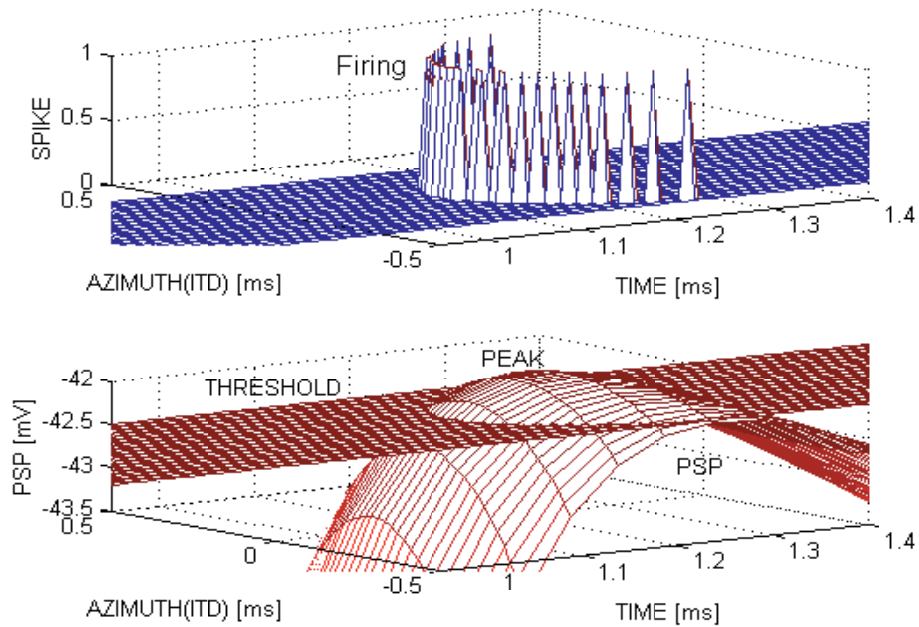 1
Firing
SPIKE
0.5
0
0.5
-0.5
1
1.1
1.2
1.3
1.4
AZIMUTH(ITD) [ms]
TIME [ms]
PEAK
-42
THRESHOLD
PSP [mV]
-42.5
-43
PSP
-43.5
0.5
0
-0.5
1
1.1
1.2
1.3
1.4
AZIMUTH(ITD) [ms]
TIME [ms]